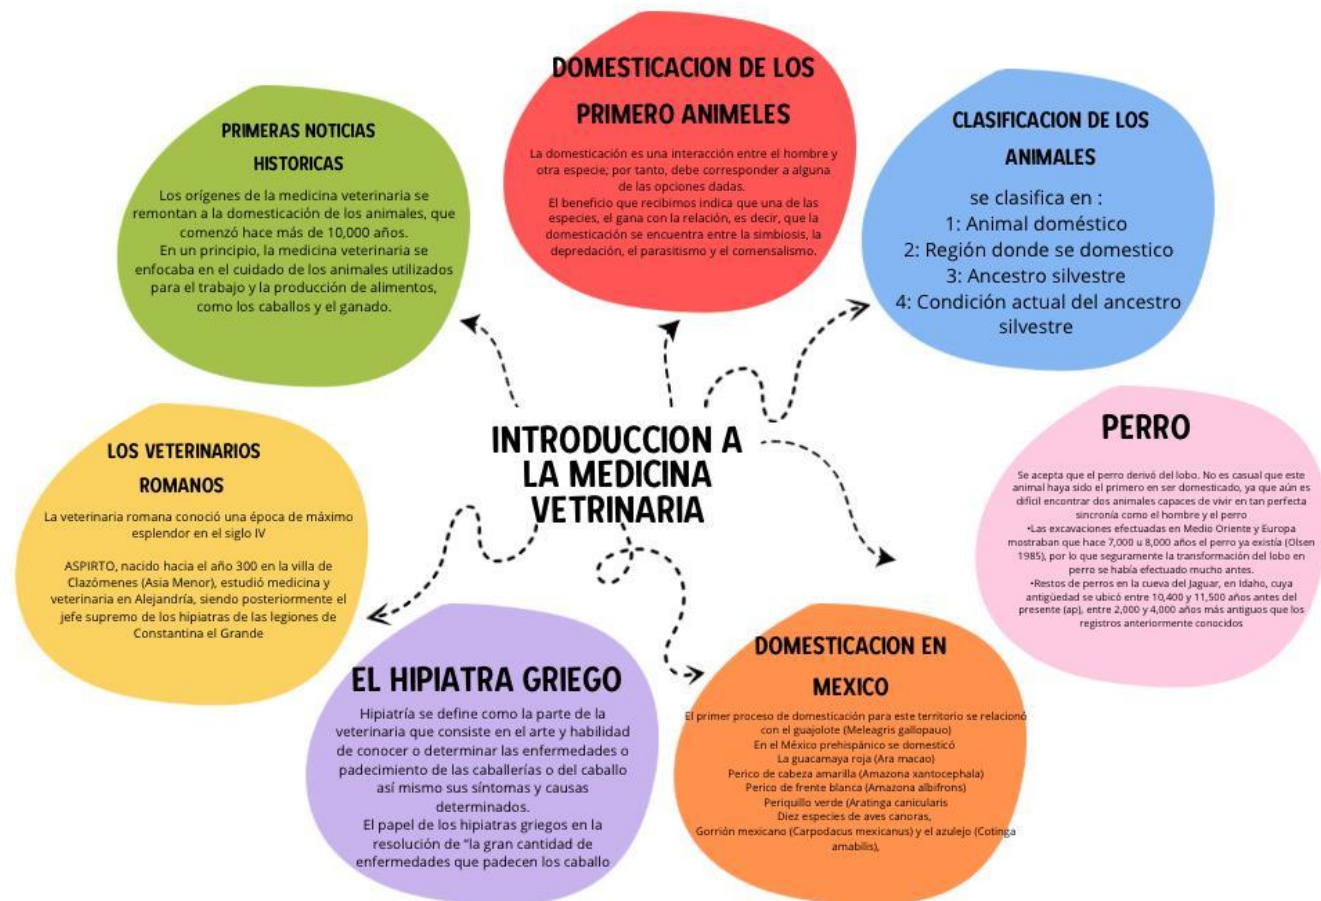 DOMESTICACION DE LOS
PRIMERO ANIMELES
La domesticación es una interacción entre el hombre y
otra especie; por tanto, debe corresponder a alguna
de las opciones dadas.
El beneficio que recibimos indica que una de las
especies, el gana con la relación, es decir, que la
domesticación se encuentra entre la simbiosis, la
depredación, el parasitismo y el comensalismo.
PRIMERAS NOTICIAS
HISTORICAS
Los orígenes de la medicina veterinaria se
remontan a la domesticación de los animales, que
comenzó hace más de 10,000 años.
En un principio, la medicina veterinaria se
enfocaba en el cuidado de los animales utilizados
para el trabajo y la producción de alimentos,
como los caballos y el ganado.
CLASIFICACION DE LOS
ANIMALES
se clasifica en :
1: Animal doméstico
2: Región donde se domestico
3: Ancestro silvestre
4: Condición actual del ancestro
silvestre
INTRODUCCION A
LA MEDICINA
VETRINARIA
PERRO
Se acepta que el perro derivó del lobo. No es casual que este
animal haya sido el primero en ser domesticado, ya que aún es
difícil encontrar dos animales capaces de vivir en tan perfecta
sincronía como el hombre y el perro
•Las excavaciones efectuadas en Medio Oriente y Europa
mostraban que hace 7,000 u 8,000 años el perro ya existía (Olsen
1985), por lo que seguramente la transformación del lobo en
perro se había efectuado mucho antes.
•Restos de perros en la cueva del Jaguar, en Idaho, cuya
antigüedad se ubicó entre 10,400 y 11,500 años antes del
presente (ap), entre 2,000 y 4,000 años más antiguos que los
registros anteriormente conocidos
LOS VETERINARIOS
ROMANOS
La veterinaria romana conoció una época de máximo
esplendor en el siglo IV
ASPIRTO, nacido hacia el año 300 en la villa de
Clazómenes (Asia Menor), estudió medicina y
veterinaria en Alejandría, siendo posteriormente el
jefe supremo de los hipiatras de las legiones de
Constantina el Grande
EL HIPIATRA GRIEGO
Hipiatría se define como la parte de la
veterinaria que consiste en el arte y habilidad
de conocer o determinar las enfermedades o
padecimiento de las caballerías o del caballo
así mismo sus síntomas y causas
determinados.
El papel de los hipiatras griegos en la
resolución de “la gran cantidad de
enfermedades que padecen los caballo
DOMESTICACION EN
MEXICO
El primer proceso de domesticación para este territorio se relacionó
con el guajolote (Meleagris gallopauo)
En el México prehispánico se domesticó
La guacamaya roja (Ara macao)
Perico de cabeza amarilla (Amazona xantocephala)
Perico de frente blanca (Amazona albifrons)
Periquillo verde (Aratinga canicularis
Diez especies de aves canoras,
Gorrión mexicano (Carpodacus mexicanus) y el azulejo (Cotinga
amabilis),